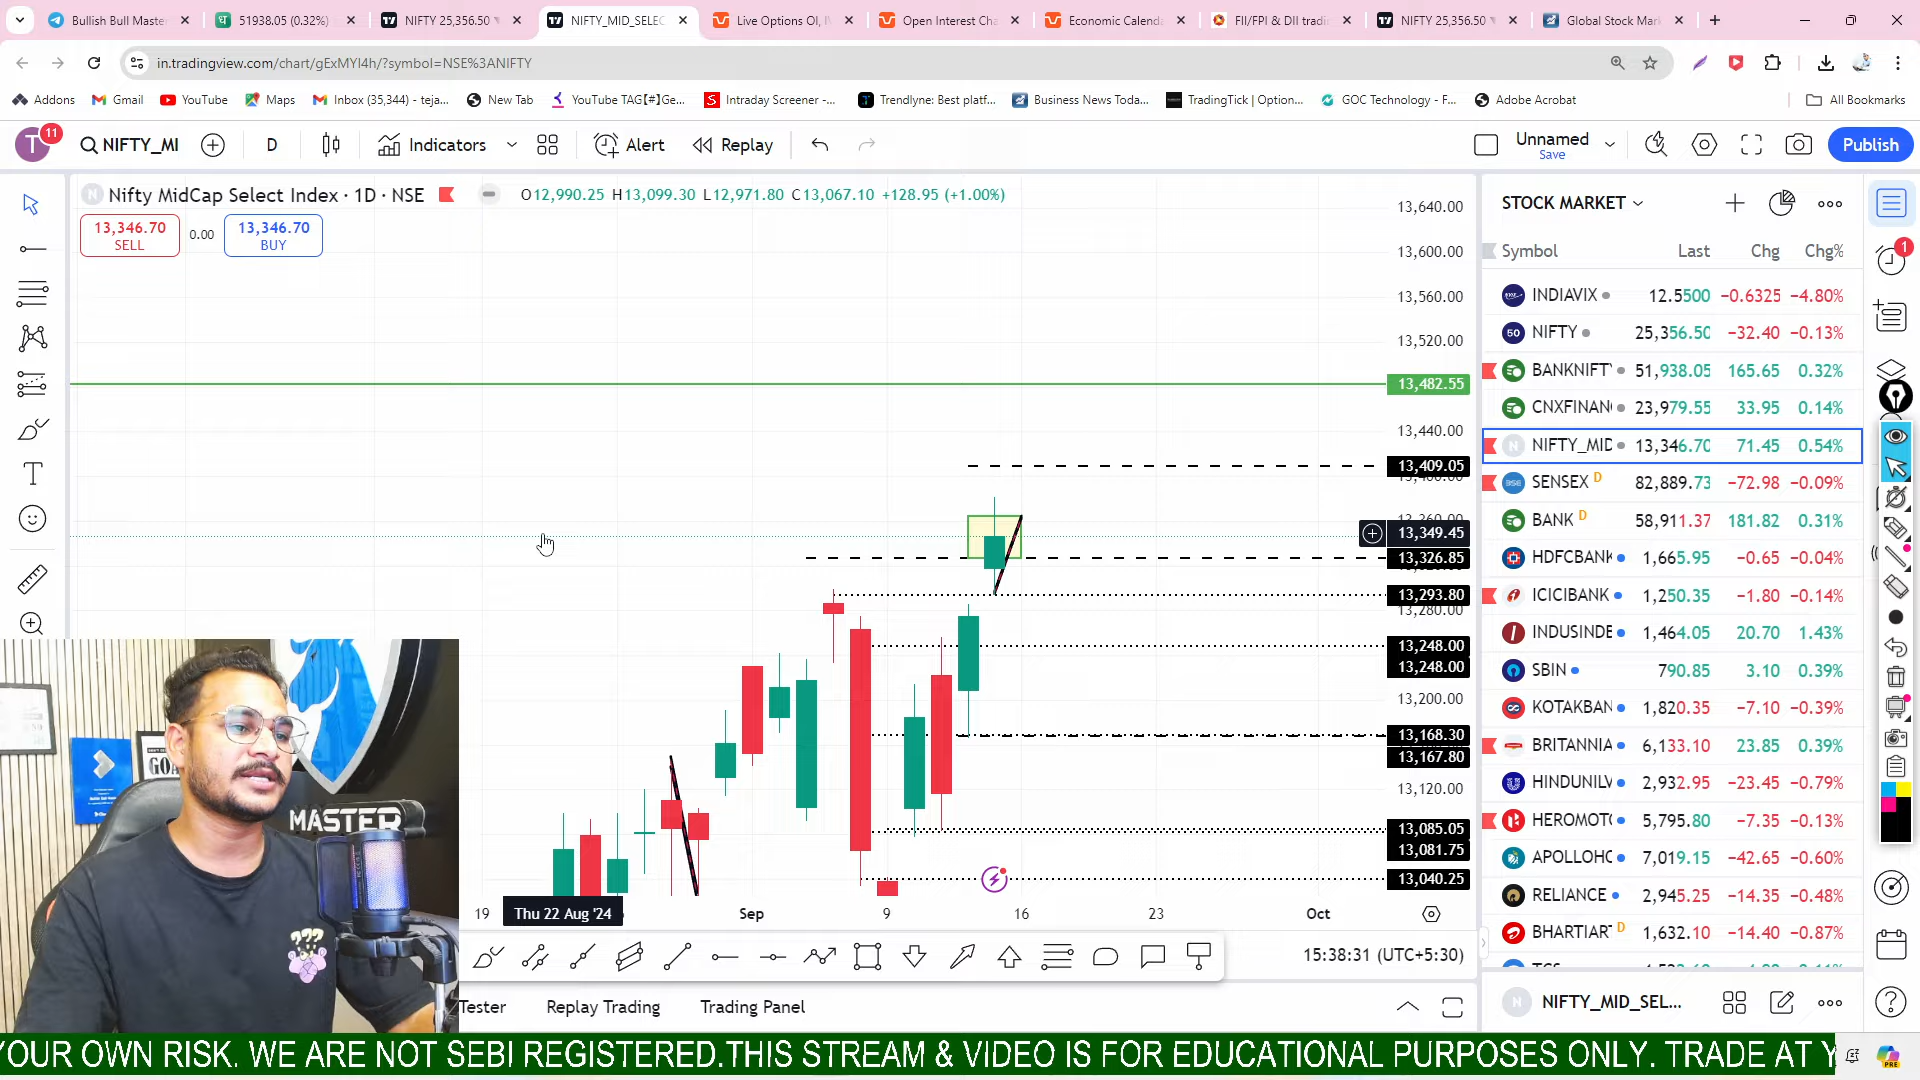 Bullish Bull Master
51938.05 (0.32%)
NIFTY 25,356.50
NIFTY_MID_SELEC
Live Options OI, IV
Open Interest Cha
Economic Calenda
FII/FPI & DII tradi
NIFTY 25,356.50
Global Stock Mar
in.tradingview.com/chart/gExMYl4h/?symbol=NSE%3ANIFTY
Addons
Gmail
YouTube
Maps
Inbox (35,344) - teja...
New Tab
YouTube TAG【#】Ge...
Intraday Screener -...
Trendlyne: Best platf...
Business News Toda...
TradingTick | Option...
GOC Technology - F...
Adobe Acrobat
All Bookmarks
T 11
NIFTY_MI
D
Indicators
Alert
Replay
Unnamed
Save
Publish
Nifty MidCap Select Index · 1D · NSE
O12,990.25 H13,099.30 L12,971.80 C13,067.10 +128.95 (+1.00%)
13,346.70 SELL
0.00
13,346.70 BUY
13,640.00
13,600.00
13,560.00
13,520.00
13,482.55
13,440.00
13,409.05
13,349.45
13,326.85
13,293.80
13,280.00
13,248.00
13,248.00
13,200.00
13,168.30
13,167.80
13,120.00
13,085.05
13,081.75
13,040.25
19
Thu 22 Aug '24
Sep
9
16
23
Oct
15:38:31 (UTC+5:30)
Tester
Replay Trading
Trading Panel
STOCK MARKET
Symbol Last Chg Chg%
INDIAVIX 12.5500 −0.6325 −4.80%
NIFTY 25,356.50 −32.40 −0.13%
BANKNIFTY 51,938.05 165.65 0.32%
CNXFINAN 23,979.55 33.95 0.14%
NIFTY_MID 13,346.70 71.45 0.54%
SENSEX D 82,889.73 −72.98 −0.09%
BANK D 58,911.37 181.82 0.31%
HDFCBANK 1,665.95 −0.65 −0.04%
ICICIBANK 1,250.35 −1.80 −0.14%
INDUSINDB 1,464.05 20.70 1.43%
SBIN 790.85 3.10 0.39%
KOTAKBAN 1,820.35 −7.10 −0.39%
BRITANNIA 6,133.10 23.85 0.39%
HINDUNILV 2,932.95 −23.45 −0.79%
HEROMOTO 5,795.80 −7.35 −0.13%
APOLLOHO 7,019.15 −42.65 −0.60%
RELIANCE 2,945.25 −14.35 −0.48%
BHARTIART D 1,632.10 −14.40 −0.87%
NIFTY_MID_SEL...
1
MASTER
GOA
???
YOUR OWN RISK. WE ARE NOT SEBI REGISTERED.THIS STREAM & VIDEO IS FOR EDUCATIONAL PURPOSES ONLY. TRADE AT Y